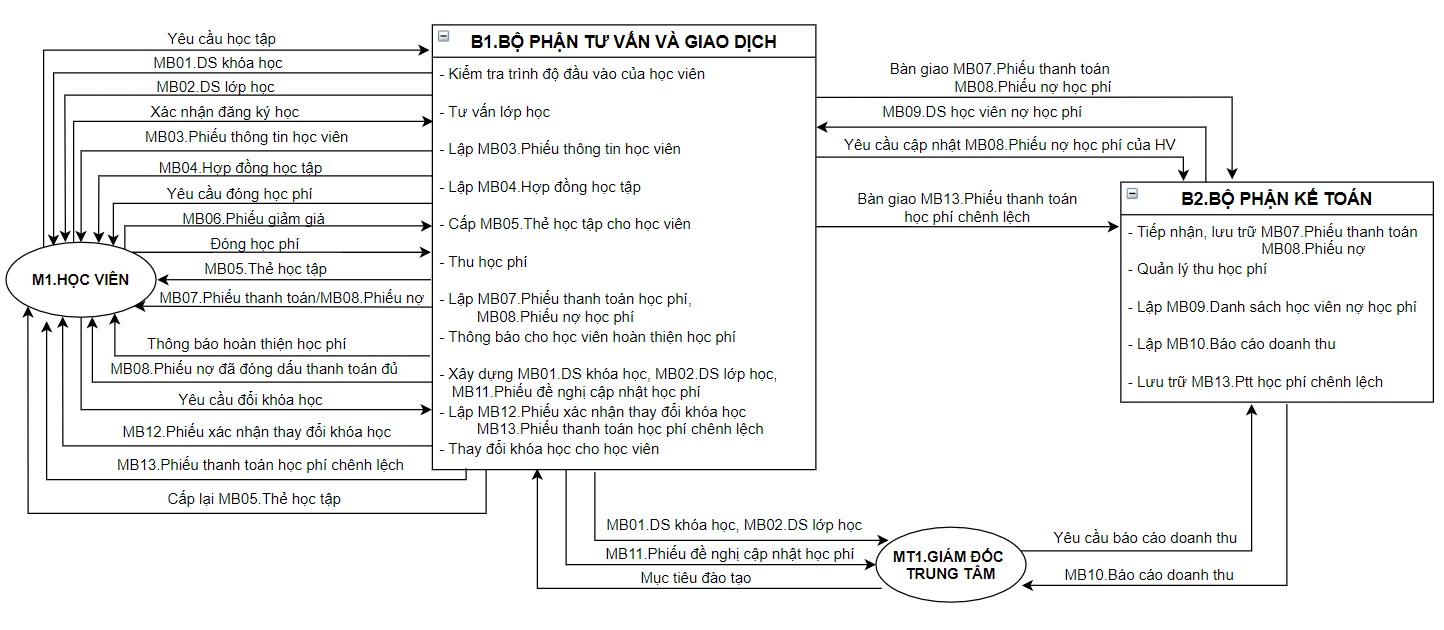 Yêu cầu học tập
MB01.DS khóa học
MB02.DS lớp học
Xác nhận đăng ký học
MB03.Phiếu thông tin học viên
MB04.Hợp đồng học tập
Yêu cầu đóng học phí
MB06.Phiếu giảm giá
Đóng học phí
MB05.Thẻ học tập
MB07.Phiếu thanh toán/MB08.Phiếu nợ
Thông báo hoàn thiện học phí
MB08.Phiếu nợ đã đóng dấu thanh toán đủ
Yêu cầu đổi khóa học
MB12.Phiếu xác nhận thay đổi khóa học
MB13.Phiếu thanh toán học phí chênh lệch
Cấp lại MB05.Thẻ học tập
M1.HỌC VIÊN
B1.BỘ PHẬN TƯ VẤN VÀ GIAO DỊCH
- Kiểm tra trình độ đầu vào của học viên
- Tư vấn lớp học
- Lập MB03.Phiếu thông tin học viên
- Lập MB04.Hợp đồng học tập
- Cấp MB05.Thẻ học tập cho học viên
- Thu học phí
- Lập MB07.Phiếu thanh toán học phí,
MB08.Phiếu nợ học phí
- Thông báo cho học viên hoàn thiện học phí
- Xây dựng MB01.DS khóa học, MB02.DS lớp học,
MB11.Phiếu đề nghị cập nhật học phí
- Lập MB12.Phiếu xác nhận thay đổi khóa học
MB13.Phiếu thanh toán học phí chênh lệch
- Thay đổi khóa học cho học viên
Bàn giao MB07.Phiếu thanh toán
MB08.Phiếu nợ học phí
MB09.DS học viên nợ học phí
Yêu cầu cập nhật MB08.Phiếu nợ học phí của HV
Bàn giao MB13.Phiếu thanh toán
học phí chênh lệch
B2.BỘ PHẬN KẾ TOÁN
- Tiếp nhận, lưu trữ MB07.Phiếu thanh toán
MB08.Phiếu nợ
- Quản lý thu học phí
- Lập MB09.Danh sách học viên nợ học phí
- Lập MB10.Báo cáo doanh thu
- Lưu trữ MB13.Ptt học phí chênh lệch
MB01.DS khóa học, MB02.DS lớp học
MB11.Phiếu đề nghị cập nhật học phí
Mục tiêu đào tạo
MT1.GIÁM ĐỐC
TRUNG TÂM
Yêu cầu báo cáo doanh thu
MB10.Báo cáo doanh thu